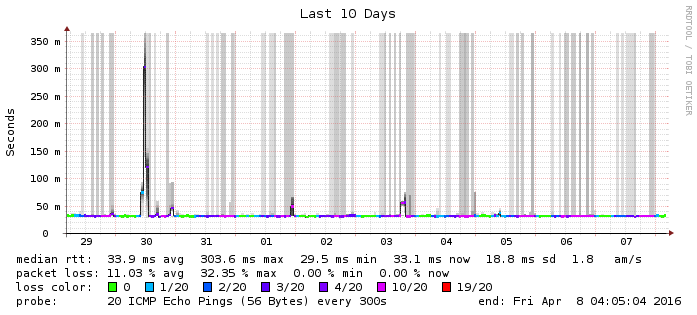 Last 10 Days
RRDTOOL / TOBI OETIKER
Seconds
350 m
300 m
250 m
200 m
150 m
100 m
50 m
0
29 30 31 01 02 03 04 05 06 07
median rtt: 33.9 ms avg 303.6 ms max 29.5 ms min 33.1 ms now 18.8 ms sd 1.8 am/s
packet loss: 11.03 % avg 32.35 % max 0.00 % min 0.00 % now
loss color: 0 1/20 2/20 3/20 4/20 10/20 19/20
probe: 20 ICMP Echo Pings (56 Bytes) every 300s end: Fri Apr 8 04:05:04 2016